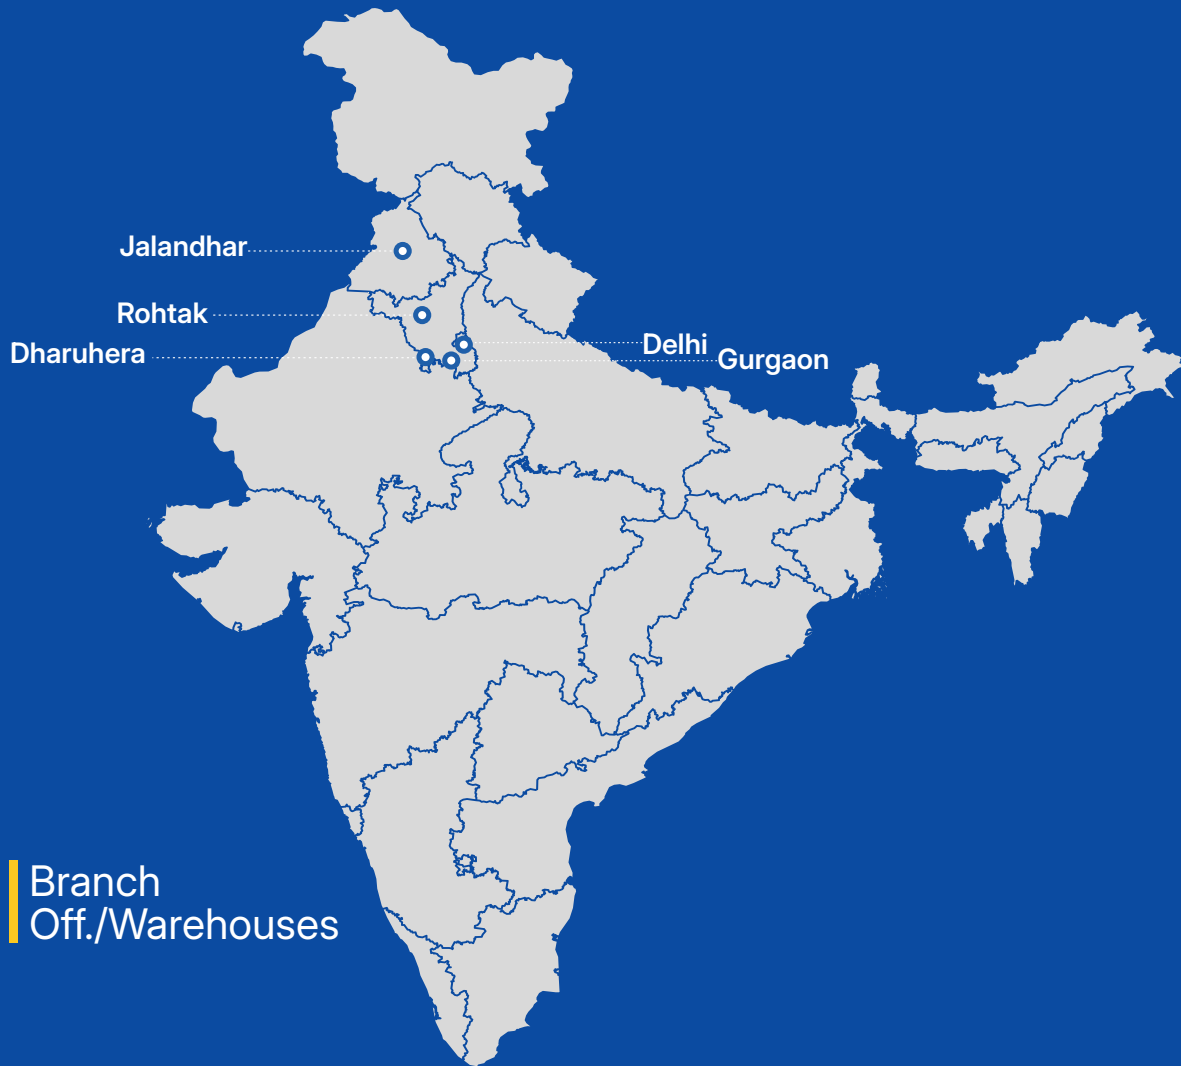 Jalandhar
Rohtak
Dharuhera
Delhi
Gurgaon
Branch
Off./Warehouses